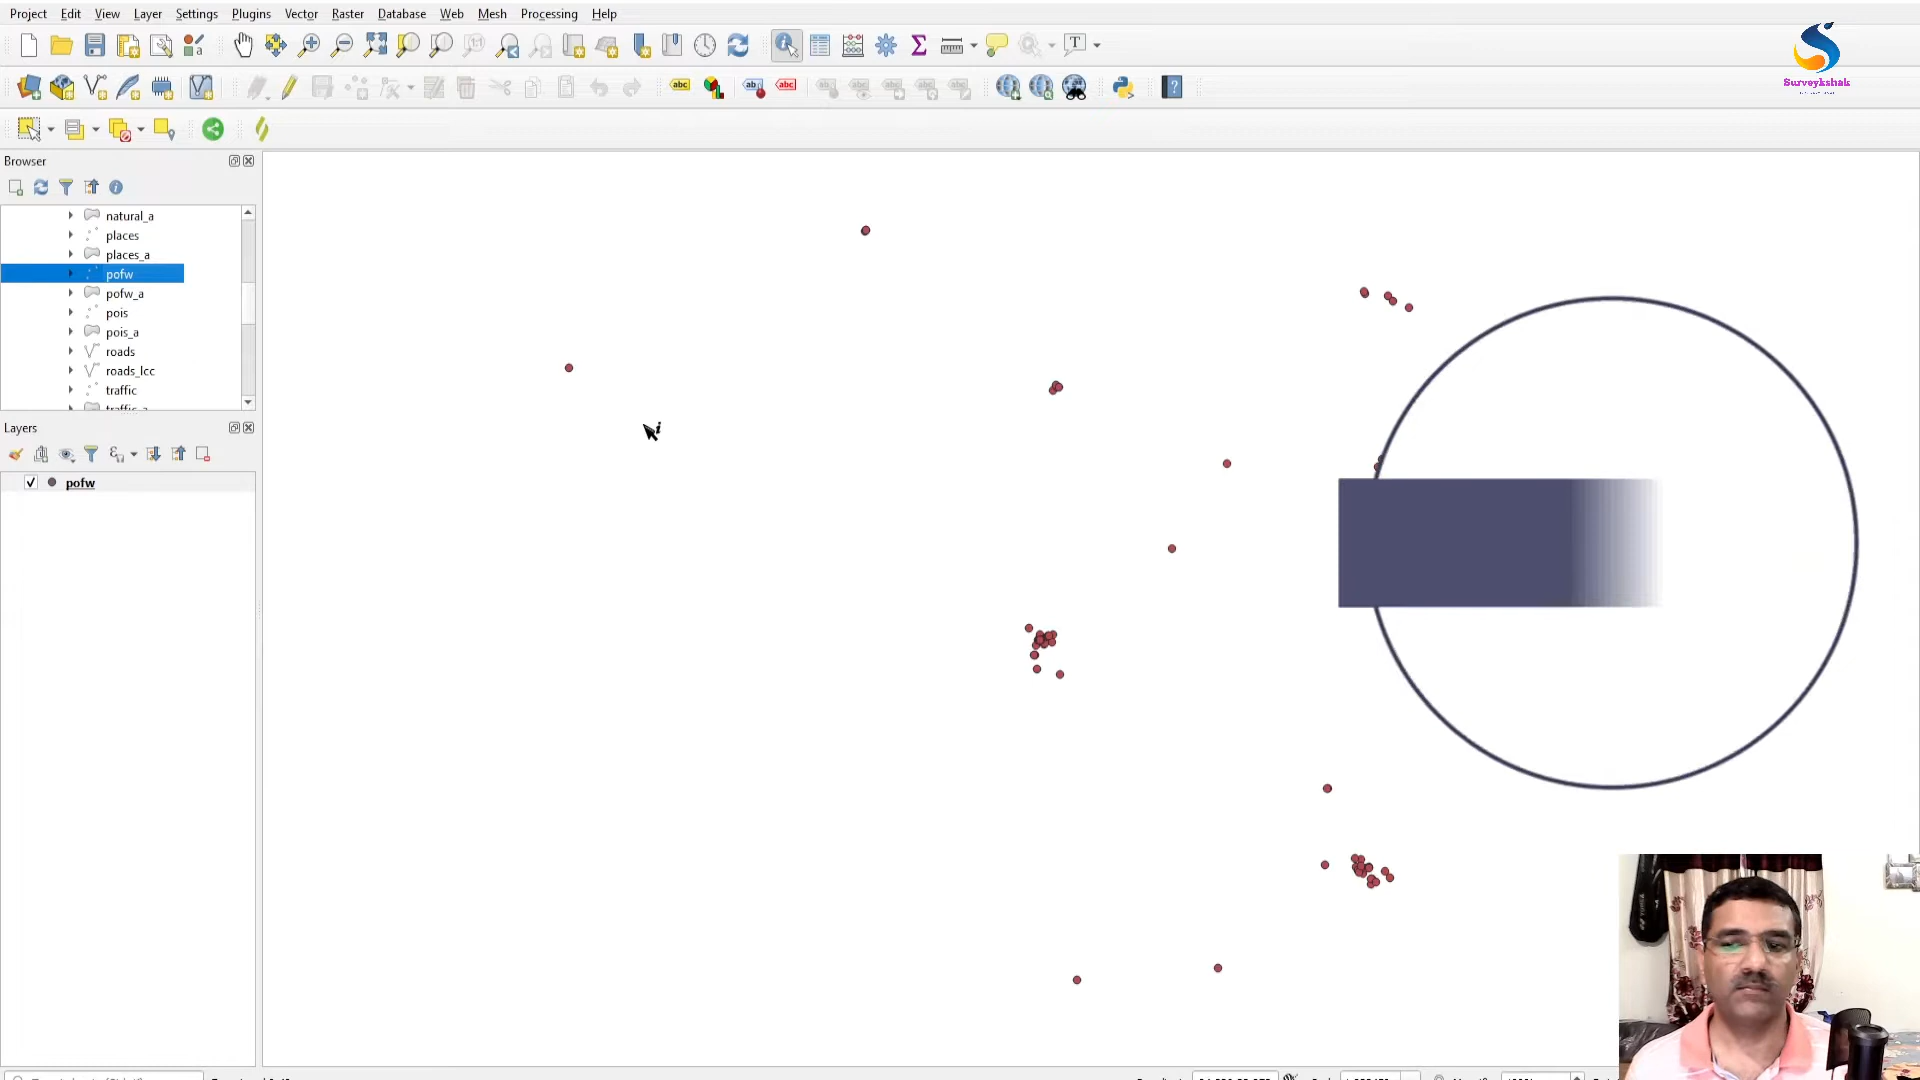 Project Edit View Layer Settings Plugins Vector Raster Database Web Mesh Processing Help
Surveykshak
Browser
natural_a
places
places_a
pofw
pofw_a
pois
pois_a
roads
roads_lcc
traffic
traffic_a
Layers
pofw